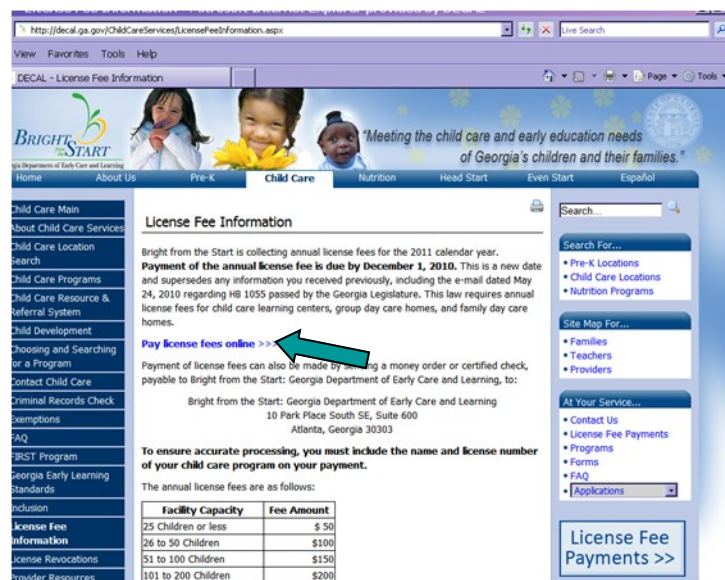 http://decal.ga.gov/ChildCareServices/LicenseFeeInformation.aspx
Live Search
View Favorites Tools Help
DECAL - License Fee Information
Page
Tools
BRIGHT
from the
START
Georgia Department of Early Care and Learning
"Meeting the child care and early education needs
of Georgia's children and their families."
Home About Us Pre-K Child Care Nutrition Head Start Even Start Español
Child Care Main
About Child Care Services
Child Care Location
Search
Child Care Programs
Child Care Resource &
Referral System
Child Development
Choosing and Searching
for a Program
Contact Child Care
Criminal Records Check
Exemptions
FAQ
FIRST Program
Georgia Early Learning
Standards
Inclusion
License Fee
Information
License Revocations
Provider Resources
License Fee Information
Bright from the Start is collecting annual license fees for the 2011 calendar year.
Payment of the annual license fee is due by December 1, 2010. This is a new date
and supersedes any information you received previously, including the e-mail dated May
24, 2010 regarding HB 1055 passed by the Georgia Legislature. This law requires annual
license fees for child care learning centers, group day care homes, and family day care
homes.
Pay license fees online >>>
Payment of license fees can also be made by sending a money order or certified check,
payable to Bright from the Start: Georgia Department of Early Care and Learning, to:
Bright from the Start: Georgia Department of Early Care and Learning
10 Park Place South SE, Suite 600
Atlanta, Georgia 30303
To ensure accurate processing, you must include the name and license number
of your child care program on your payment.
The annual license fees are as follows:
Facility Capacity Fee Amount
25 Children or less $ 50
26 to 50 Children $100
51 to 100 Children $150
101 to 200 Children $200
Search...
Search For...
Pre-K Locations
Child Care Locations
Nutrition Programs
Site Map For...
Families
Teachers
Providers
At Your Service...
Contact Us
License Fee Payments
Programs
Forms
FAQ
Applications
License Fee
Payments >>